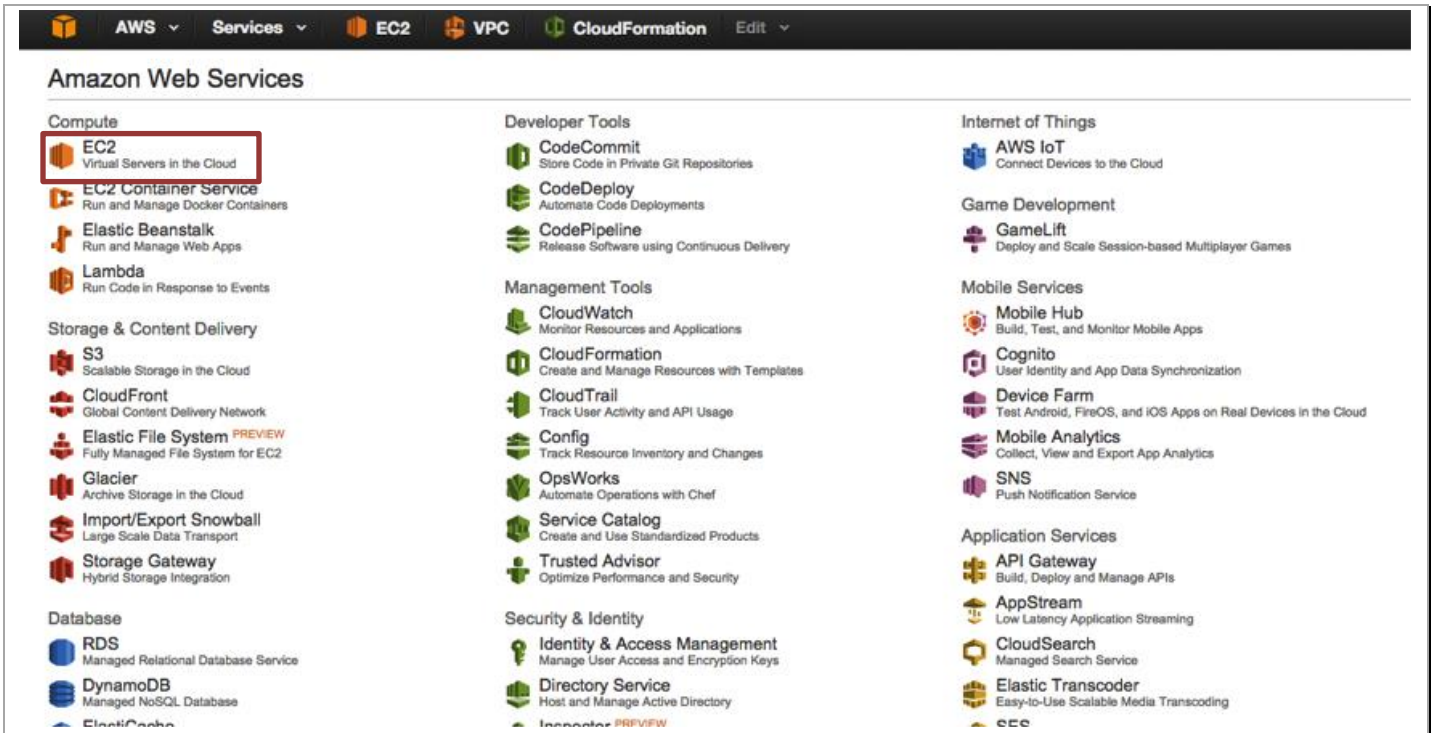 AWS Services EC2 VPC CloudFormation Edit
Amazon Web Services
Compute
EC2
Virtual Servers in the Cloud
EC2 Container Service
Run and Manage Docker Containers
Elastic Beanstalk
Run and Manage Web Apps
Lambda
Run Code in Response to Events
Storage & Content Delivery
S3
Scalable Storage in the Cloud
CloudFront
Global Content Delivery Network
Elastic File System PREVIEW
Fully Managed File System for EC2
Glacier
Archive Storage in the Cloud
Import/Export Snowball
Large Scale Data Transport
Storage Gateway
Hybrid Storage Integration
Database
RDS
Managed Relational Database Service
DynamoDB
Managed NoSQL Database
ElastiCache
Developer Tools
CodeCommit
Store Code in Private Git Repositories
CodeDeploy
Automate Code Deployments
CodePipeline
Release Software using Continuous Delivery
Management Tools
CloudWatch
Monitor Resources and Applications
CloudFormation
Create and Manage Resources with Templates
CloudTrail
Track User Activity and API Usage
Config
Track Resource Inventory and Changes
OpsWorks
Automate Operations with Chef
Service Catalog
Create and Use Standardized Products
Trusted Advisor
Optimize Performance and Security
Security & Identity
Identity & Access Management
Manage User Access and Encryption Keys
Directory Service
Host and Manage Active Directory
Inspector PREVIEW
Internet of Things
AWS IoT
Connect Devices to the Cloud
Game Development
GameLift
Deploy and Scale Session-based Multiplayer Games
Mobile Services
Mobile Hub
Build, Test, and Monitor Mobile Apps
Cognito
User Identity and App Data Synchronization
Device Farm
Test Android, FireOS, and iOS Apps on Real Devices in the Cloud
Mobile Analytics
Collect, View and Export App Analytics
SNS
Push Notification Service
Application Services
API Gateway
Build, Deploy and Manage APIs
AppStream
Low Latency Application Streaming
CloudSearch
Managed Search Service
Elastic Transcoder
Easy-to-Use Scalable Media Transcoding
SES